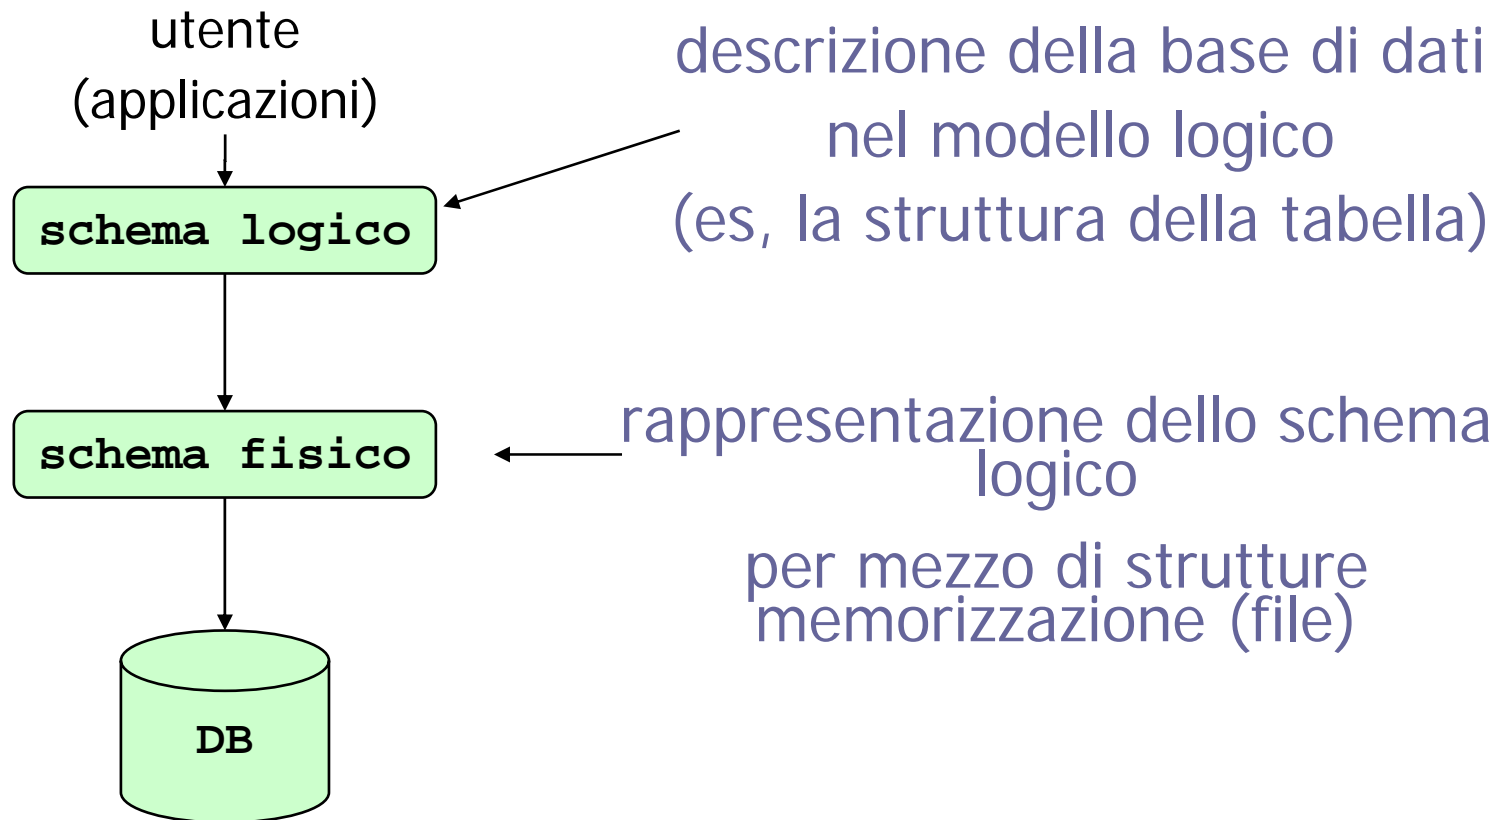 utente
(applicazioni)
descrizione della base di dati
nel modello logico
(es, la struttura della tabella)
schema logico
schema fisico
rappresentazione dello schema
logico
per mezzo di strutture
memorizzazione (file)
DB